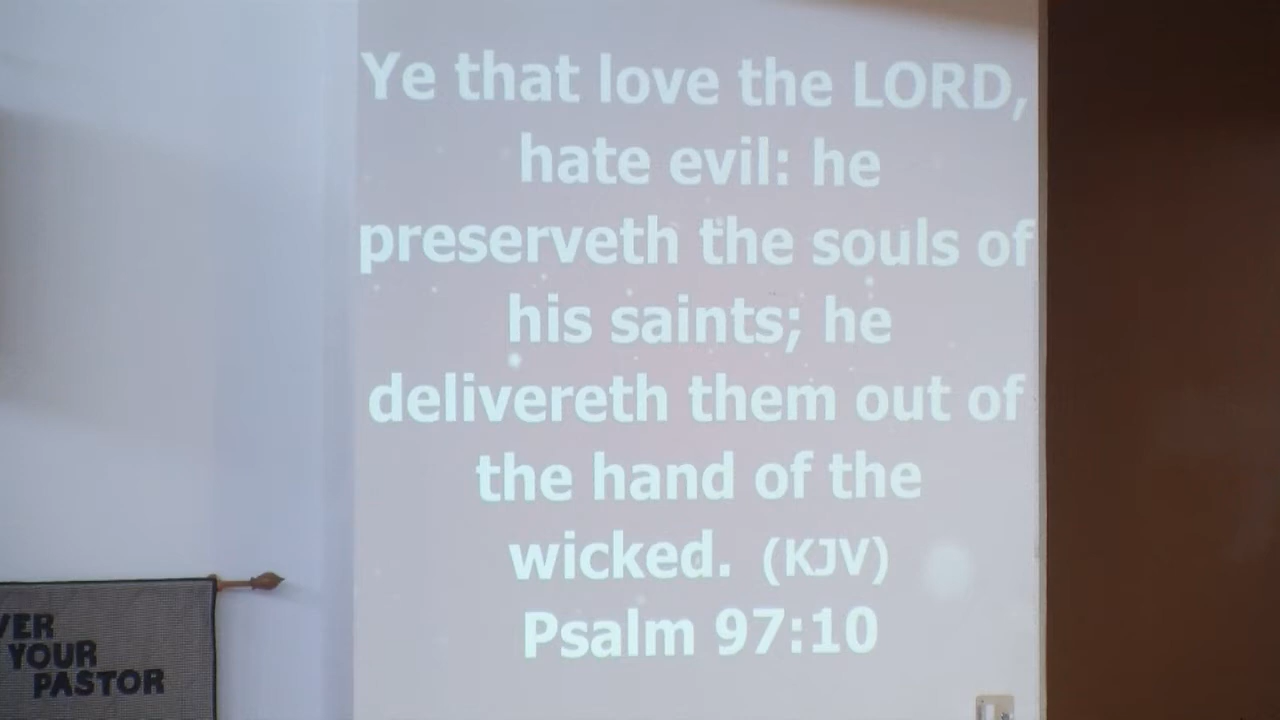 Ye that love the LORD,
hate evil: he
preserveth the souls of
his saints; he
delivereth them out of
the hand of the
wicked. (KJV)
Psalm 97:10
YOUR
PASTOR